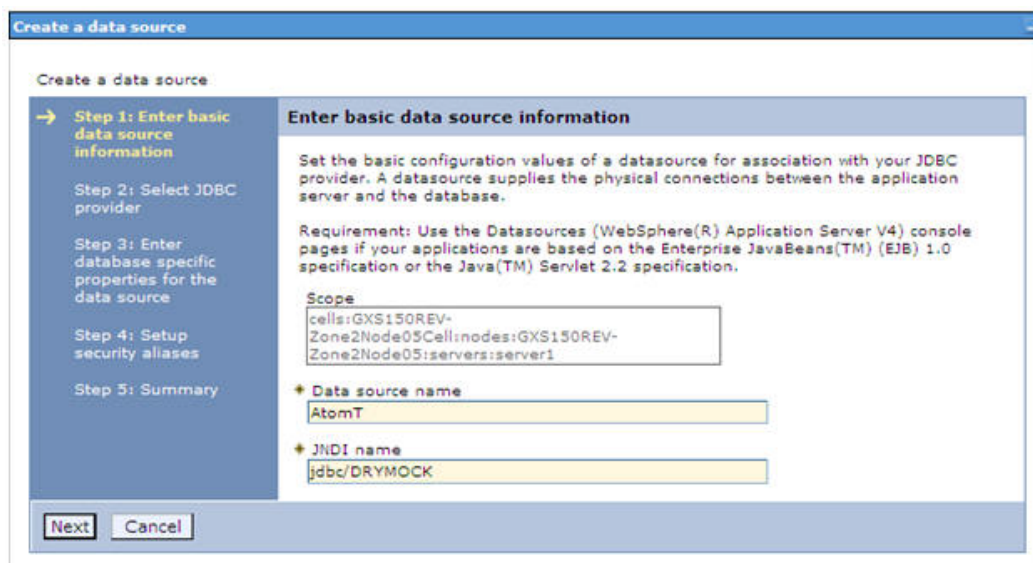 Create a data source
Create a data source
Step 1: Enter basic
data source
information
Step 2: Select JDBC
provider
Step 3: Enter
database specific
properties for the
data source
Step 4: Setup
security aliases
Step 5: Summary
Enter basic data source information
Set the basic configuration values of a datasource for association with your JDBC
provider. A datasource supplies the physical connections between the application
server and the database.
Requirement: Use the Datasources (WebSphere(R) Application Server V4) console
pages if your applications are based on the Enterprise JavaBeans(TM) (EJB) 1.0
specification or the Java(TM) Servlet 2.2 specification.
Scope
cells:GXS150REV-
Zone2Node05Cell:nodes:GXS150REV-
Zone2Node05:servers:server1
Data source name
AtomT
JNDI name
jdbc/DRYMOCK
Next
Cancel